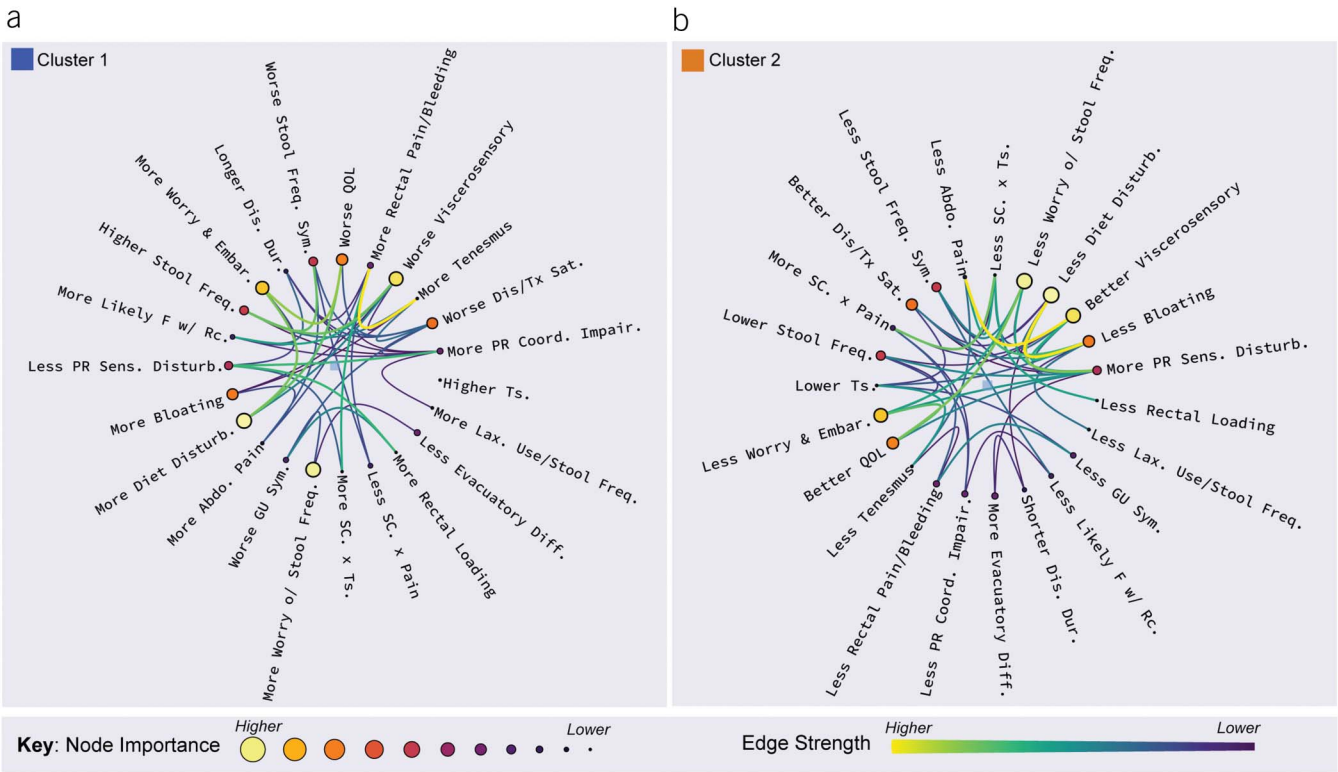 a
b
Cluster 1
Cluster 2
Worse Stool Freq. Sym.
Worse QOL
More Rectal Pain/Bleeding
Worse Viscerosensory
More Tenesmus
Worse Dis/Tx Sat.
More PR Coord. Impair.
Higher Ts.
More Lax. Use/Stool Freq.
Less Evacuatory Diff.
More Rectal Loading
Less SC. x Pain
More SC. x Ts.
More Worry o/ Stool Freq.
Worse GU Sym.
More Abdo. Pain
More Diet Disturb.
More Bloating
Less PR Sens. Disturb.
More Likely F w/ Rc.
Higher Stool Freq.
More Worry & Embar.
Longer Dis. Dur.
Less SC. x Ts.
Less Worry o/ Stool Freq.
Less Diet Disturb.
Better Viscerosensory
Less Bloating
More PR Sens. Disturb.
Less Rectal Loading
Less Lax. Use/Stool Freq.
Less GU Sym.
Less Likely F w/ Rc.
Shorter Dis. Dur.
More Evacuatory Diff.
Less PR Coord. Impair.
Less Rectal Pain/Bleeding
Less Tenesmus
Better QOL
Less Worry & Embar.
Lower Ts.
Lower Stool Freq.
More SC. x Pain
Better Dis/Tx Sat.
Less Stool Freq. Sym.
Less Abdo. Pain
Key: Node Importance
Higher
Lower
Edge Strength
Higher
Lower